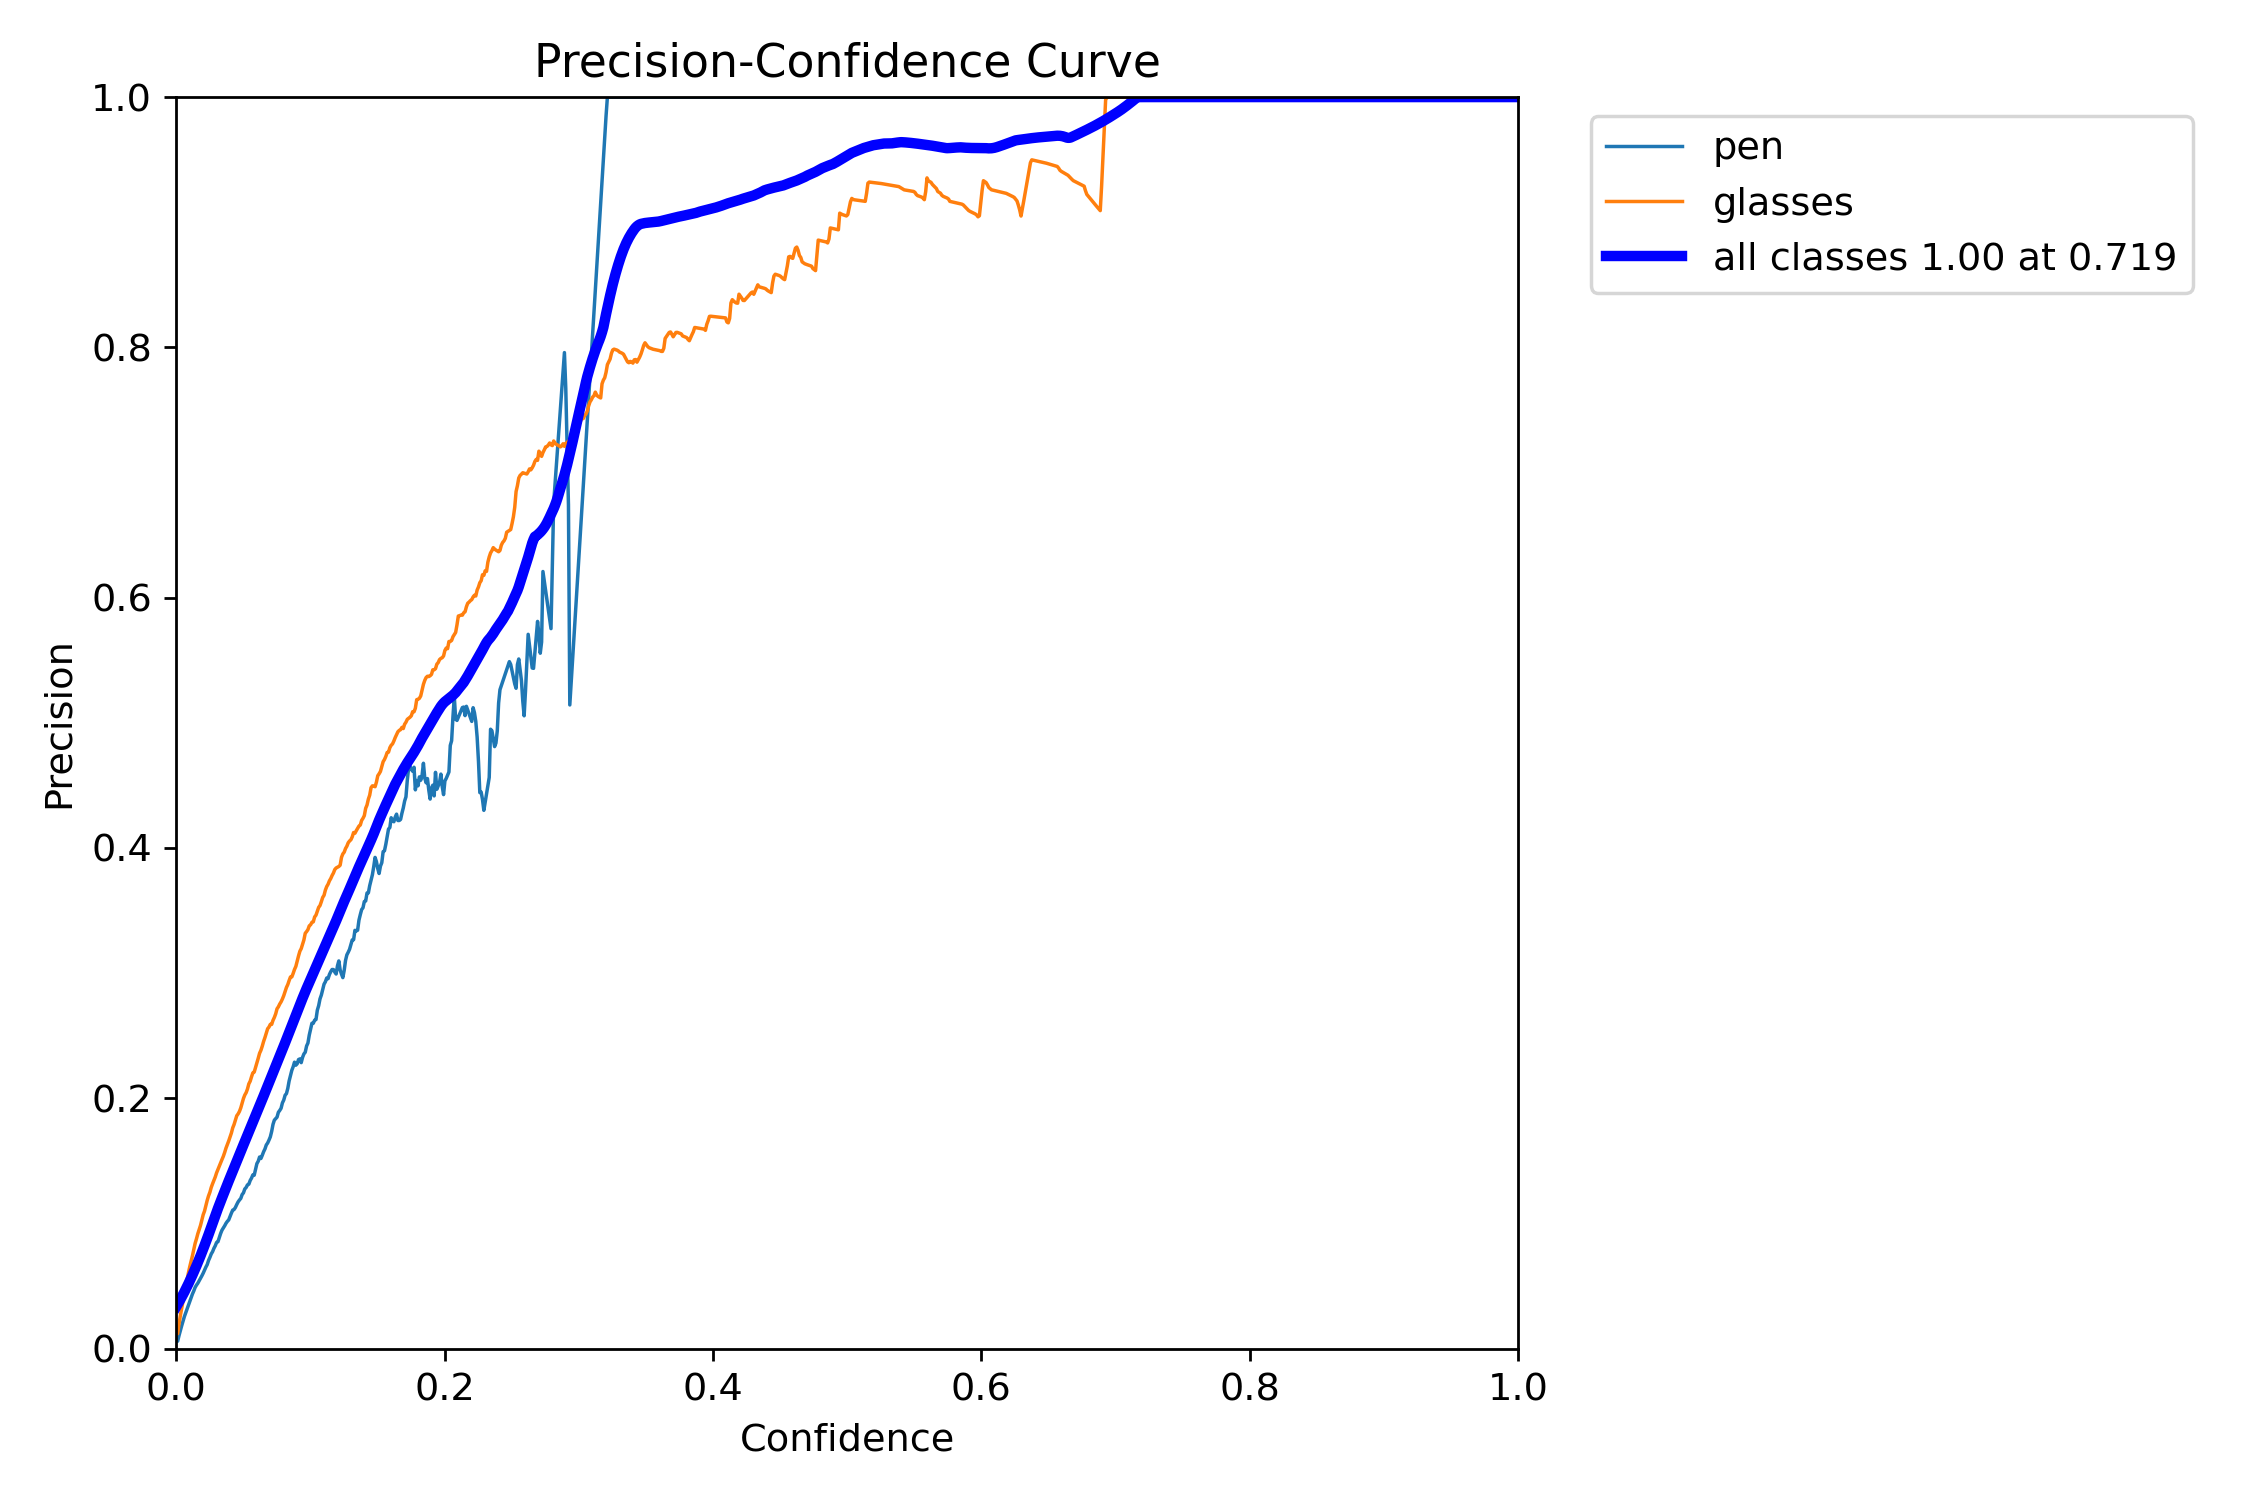 Precision-Confidence Curve
1.0
0.8
0.6
0.4
0.2
0.0
Precision
0.0 0.2 0.4 0.6 0.8 1.0
Confidence
pen
glasses
all classes 1.00 at 0.719